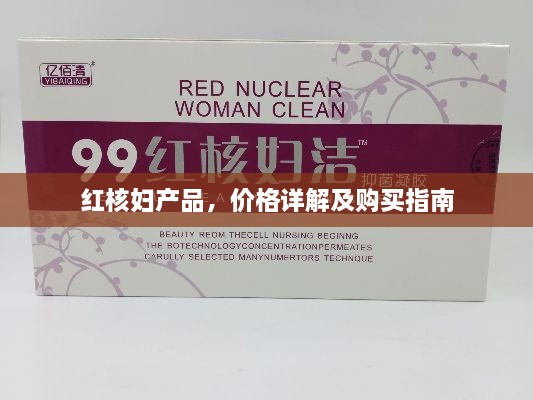 亿佰清
YIBAIQING
RED NUCLEAR
WOMAN CLEAN
99红核妇洁™
抑菌凝胶
红核妇产品，价格详解及购买指南
BEAUTY REOM THECELL NURSING BEGINNG
THE BOTECHNOLOGYCONCENTRATIONPERMEATES
CARULLY SELECTED MANYNUMERTORS TECHNQUE